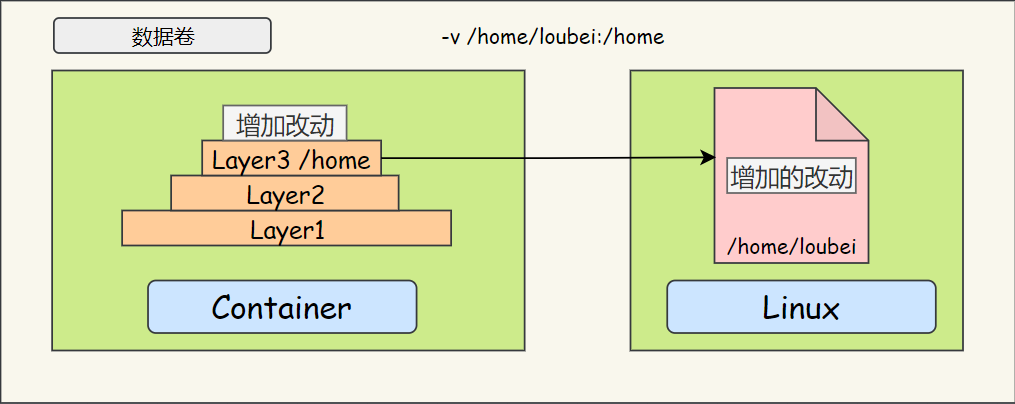 数据卷
-v /home/loubei:/home
增加改动
Layer3 /home
Layer2
Layer1
Container
增加的改动
/home/loubei
Linux